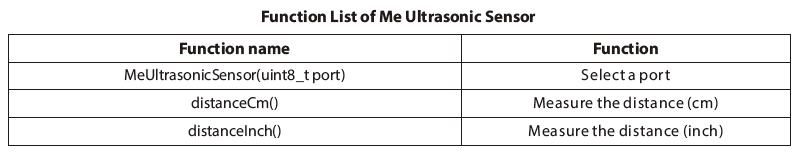 Function List of Me Ultrasonic Sensor
Function name Function
MeUltrasonicSensor(uint8_t port) Select a port
distanceCm() Measure the distance (cm)
distanceInch() Measure the distance (inch)